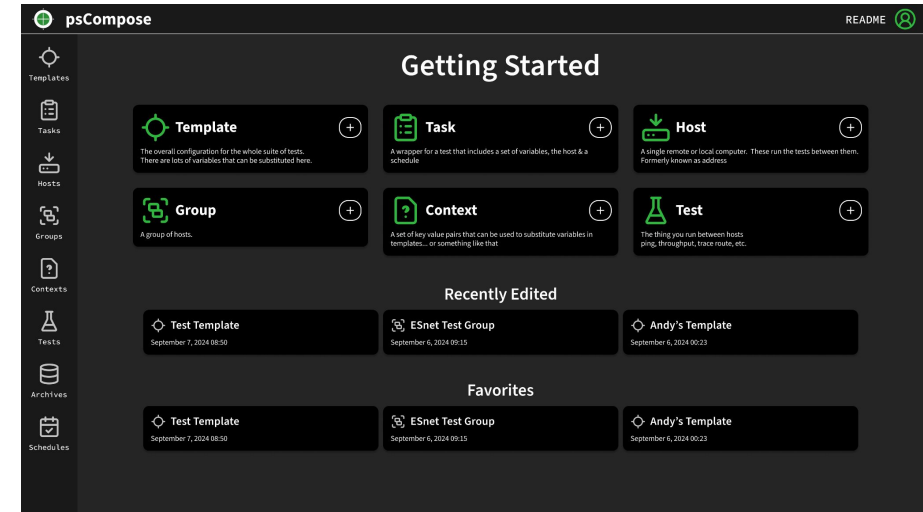 psCompose
README
Templates
Tasks
Hosts
Groups
Contexts
Tests
Archives
Schedules
Getting Started
Template
The overall configuration for the whole suite of tests.
There are lots of variables that can be substituted here.
Task
A wrapper for a test that includes a set of variables, the host & a
schedule
Host
A single remote or local computer. These run the tests between them.
Formerly known as address
Group
A group of hosts.
Context
A set of key value pairs that can be used to substitute variables in
templates... or something like that
Test
The thing you run between hosts
ping, throughput, trace route, etc.
Recently Edited
Test Template
September 7, 2024 08:50
ESnet Test Group
September 6, 2024 09:15
Andy's Template
September 6, 2024 00:23
Favorites
Test Template
September 7, 2024 08:50
ESnet Test Group
September 6, 2024 09:15
Andy's Template
September 6, 2024 00:23